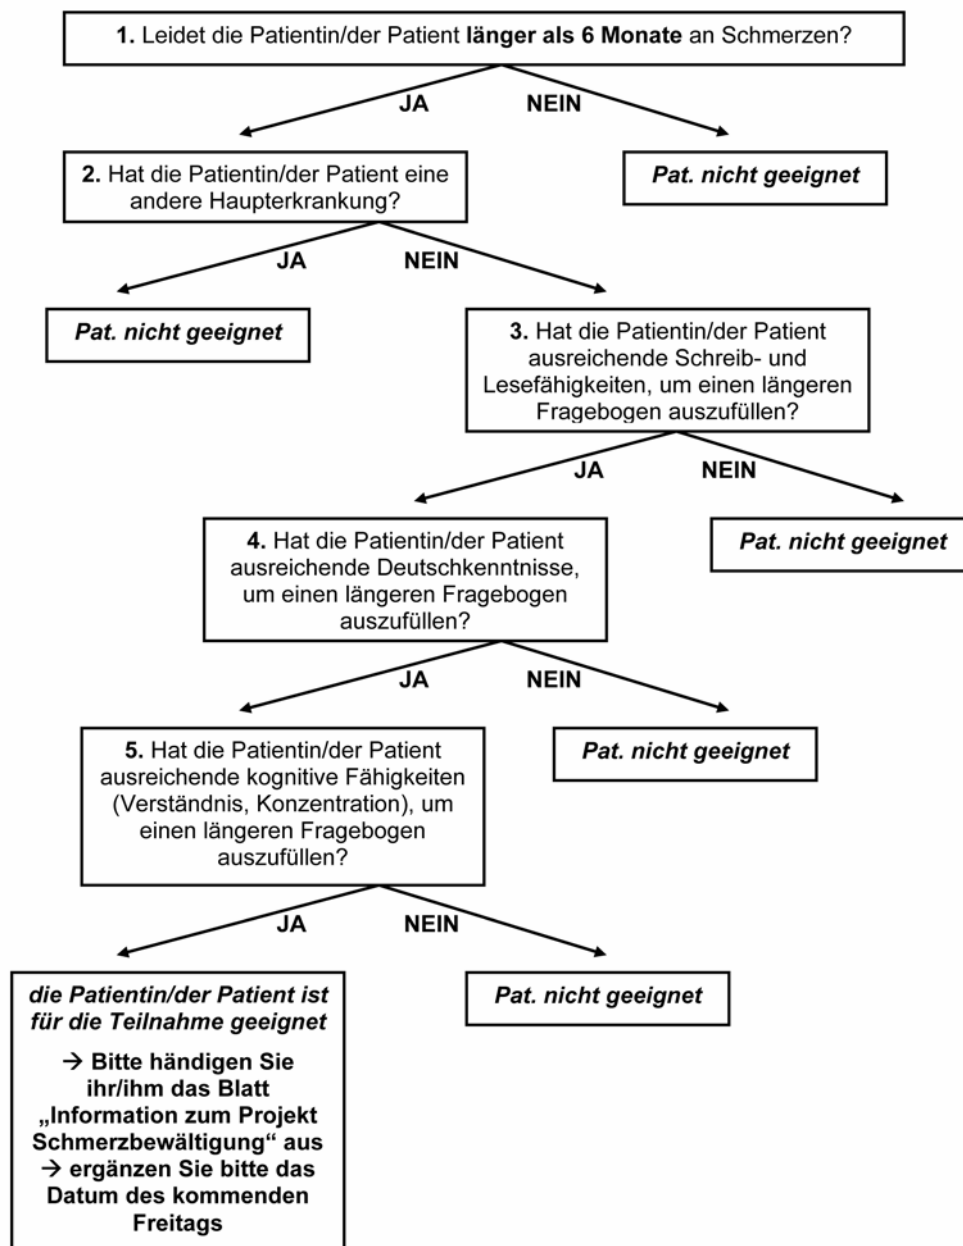 1. Leidet die Patientin/der Patient länger als 6 Monate an Schmerzen?
JA
NEIN
2. Hat die Patientin/der Patient eine
andere Haupterkrankung?
Pat. nicht geeignet
JA
NEIN
Pat. nicht geeignet
3. Hat die Patientin/der Patient
ausreichende Schreib- und
Lesefähigkeiten, um einen längeren
Fragebogen auszufüllen?
JA
NEIN
4. Hat die Patientin/der Patient
ausreichende Deutschkenntnisse,
um einen längeren Fragebogen
auszufüllen?
Pat. nicht geeignet
JA
NEIN
5. Hat die Patientin/der Patient
ausreichende kognitive Fähigkeiten
(Verständnis, Konzentration), um
einen längeren Fragebogen
auszufüllen?
Pat. nicht geeignet
JA
NEIN
die Patientin/der Patient ist
für die Teilnahme geeignet
→ Bitte händigen Sie
ihr/ihm das Blatt
„Information zum Projekt
Schmerzbewältigung“ aus
→ ergänzen Sie bitte das
Datum des kommenden
Freitags
Pat. nicht geeignet